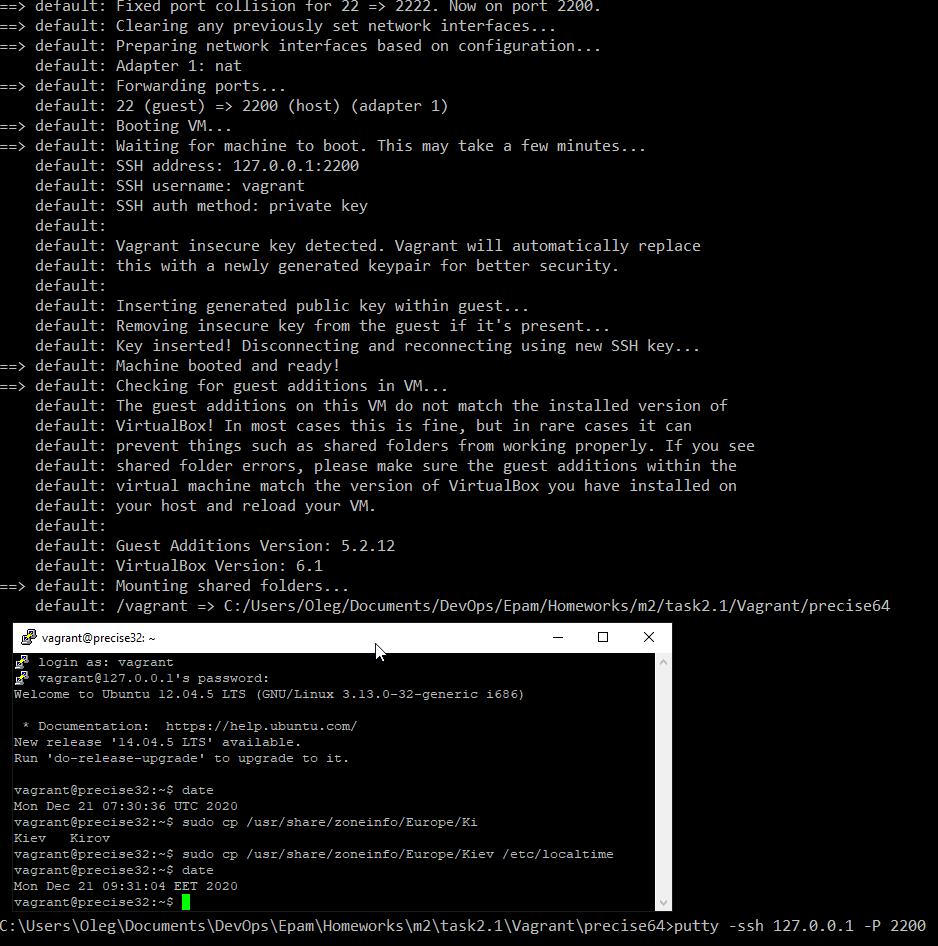 ==> default: Fixed port collision for 22 => 2222. Now on port 2200.
==> default: Clearing any previously set network interfaces...
==> default: Preparing network interfaces based on configuration...
    default: Adapter 1: nat
==> default: Forwarding ports...
    default: 22 (guest) => 2200 (host) (adapter 1)
==> default: Booting VM...
==> default: Waiting for machine to boot. This may take a few minutes...
    default: SSH address: 127.0.0.1:2200
    default: SSH username: vagrant
    default: SSH auth method: private key
    default:
    default: Vagrant insecure key detected. Vagrant will automatically replace
    default: this with a newly generated keypair for better security.
    default:
    default: Inserting generated public key within guest...
    default: Removing insecure key from the guest if it's present...
    default: Key inserted! Disconnecting and reconnecting using new SSH key...
==> default: Machine booted and ready!
==> default: Checking for guest additions in VM...
    default: The guest additions on this VM do not match the installed version of
    default: VirtualBox! In most cases this is fine, but in rare cases it can
    default: prevent things such as shared folders from working properly. If you see
    default: shared folder errors, please make sure the guest additions within the
    default: virtual machine match the version of VirtualBox you have installed on
    default: your host and reload your VM.
    default:
    default: Guest Additions Version: 5.2.12
    default: VirtualBox Version: 6.1
==> default: Mounting shared folders...
    default: /vagrant => C:/Users/Oleg/Documents/DevOps/Epam/Homeworks/m2/task2.1/Vagrant/precise64
vagrant@precise32: ~
login as: vagrant
vagrant@127.0.0.1's password:
Welcome to Ubuntu 12.04.5 LTS (GNU/Linux 3.13.0-32-generic i686)
 * Documentation:  https://help.ubuntu.com/
New release '14.04.5 LTS' available.
Run 'do-release-upgrade' to upgrade to it.
vagrant@precise32:~$ date
Mon Dec 21 07:30:36 UTC 2020
vagrant@precise32:~$ sudo cp /usr/share/zoneinfo/Europe/Ki
Kiev   Kirov
vagrant@precise32:~$ sudo cp /usr/share/zoneinfo/Europe/Kiev /etc/localtime
vagrant@precise32:~$ date
Mon Dec 21 09:31:04 EET 2020
vagrant@precise32:~$
C:\Users\Oleg\Documents\DevOps\Epam\Homeworks\m2\task2.1\Vagrant\precise64>putty -ssh 127.0.0.1 -P 2200